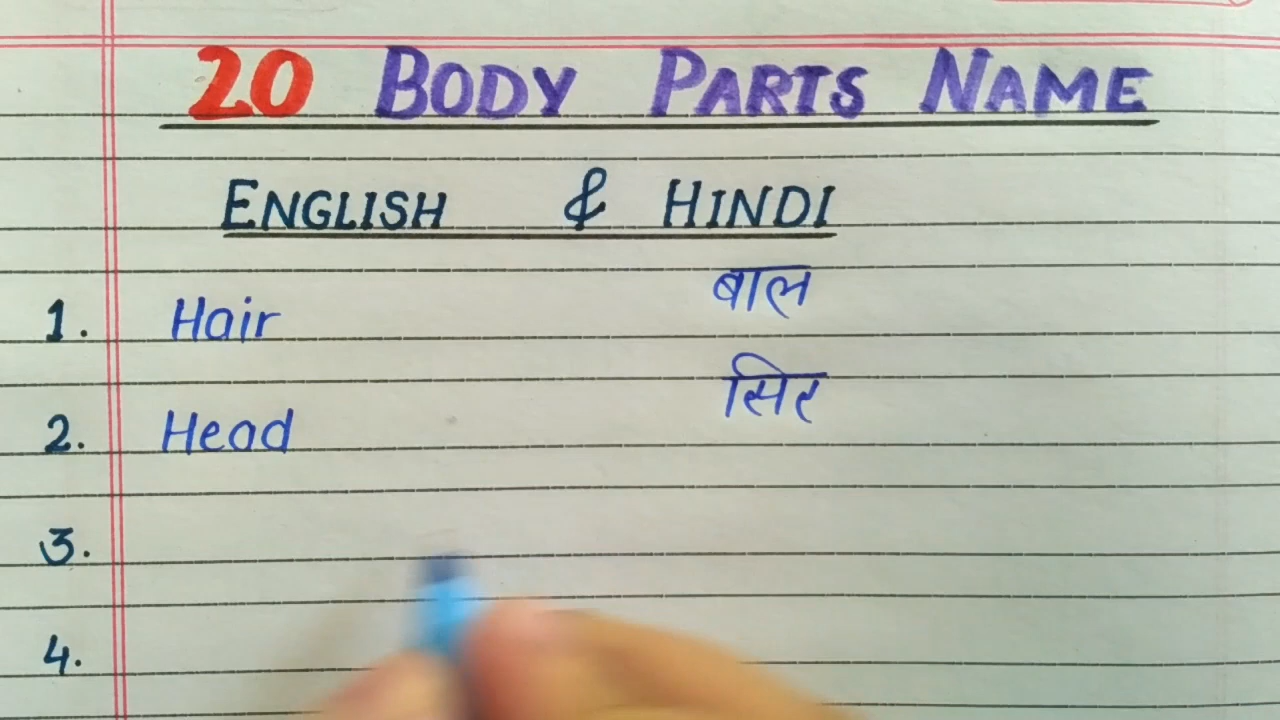 20 BODY PARTS NAME
ENGLISH & HINDI
1. Hair बाल
2. Head सिर
3.
4.